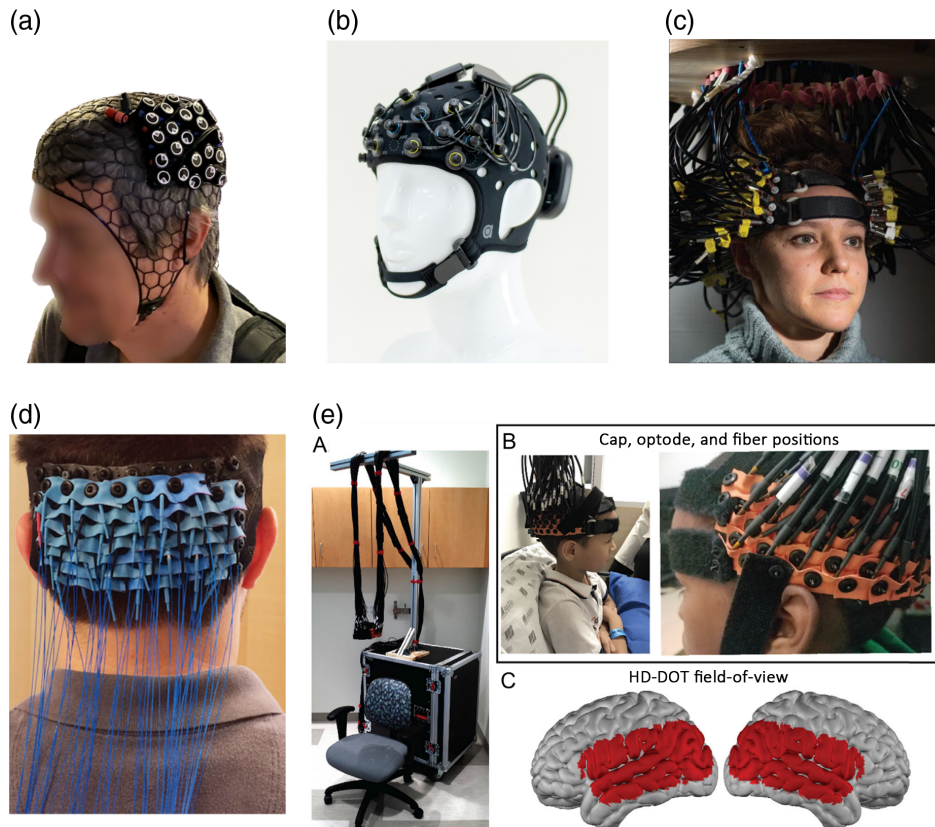 (a)
(b)
(c)
(d)
(e)
A
B
Cap, optode, and fiber positions
C
HD-DOT field-of-view